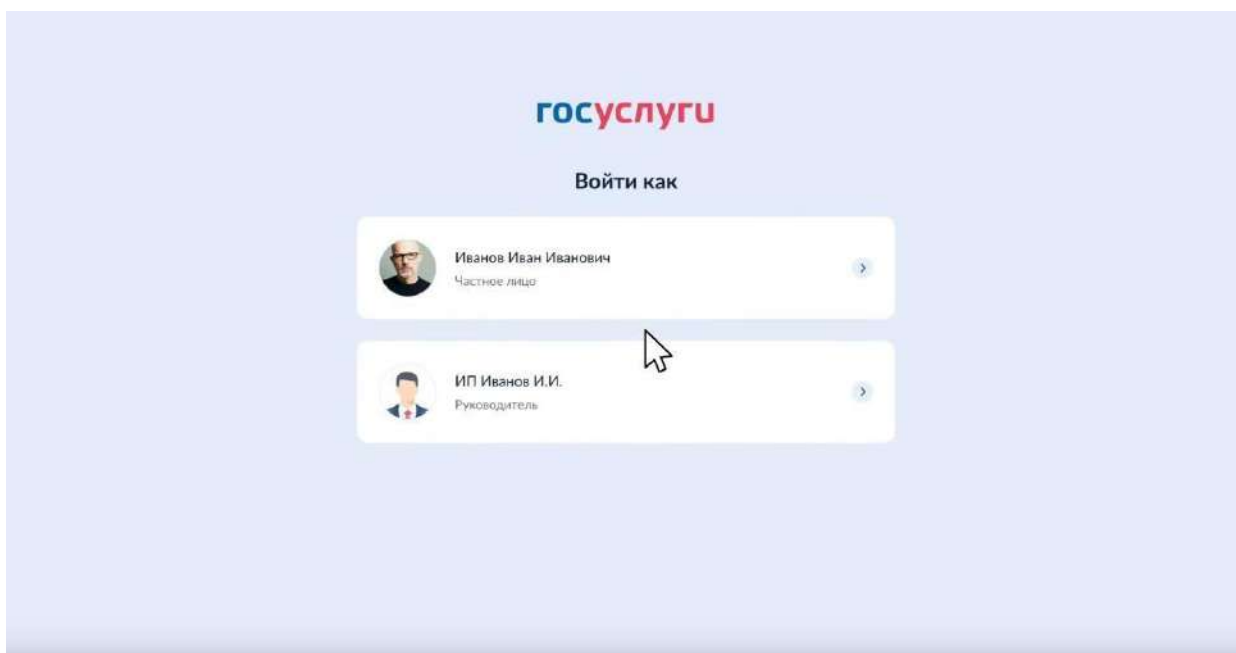 госуслуги
Войти как
Иванов Иван Иванович
Частное лицо
ИП Иванов И.И.
Руководитель